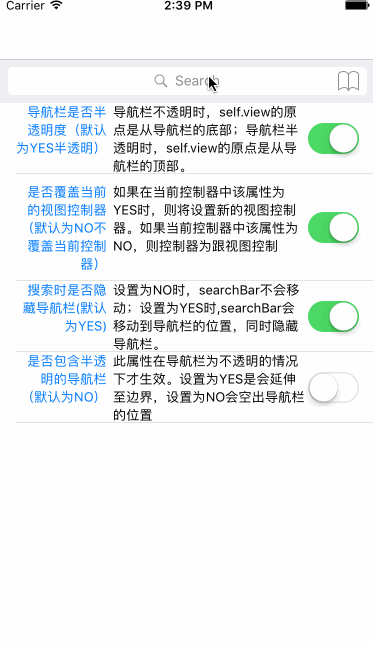 Carrier 2:39 PM
Search
导航栏是否半
透明度（默认
为YES半透明）
导航栏不透明时，self.view的原
点是从导航栏的底部；导航栏半
透明时，self.view的原点是从导
航栏的顶部。
是否覆盖当前
的视图控制器
（默认为NO不
覆盖当前控制
器）
如果在当前控制器中该属性为
YES时，则将设置新的视图控制
器。如果当前控制器中该属性为
NO，则控制器为跟视图控制
搜索时是否隐
藏导航栏(默认
为YES)
设置为NO时，searchBar不会移
动；设置为YES时,searchBar会
移动到导航栏的位置，同时隐藏
导航栏。
是否包含半透
明的导航栏
（默认为NO）
此属性在导航栏为不透明的情况
下才生效。设置为YES是会延伸
至边界，设置为NO会空出导航栏
的位置